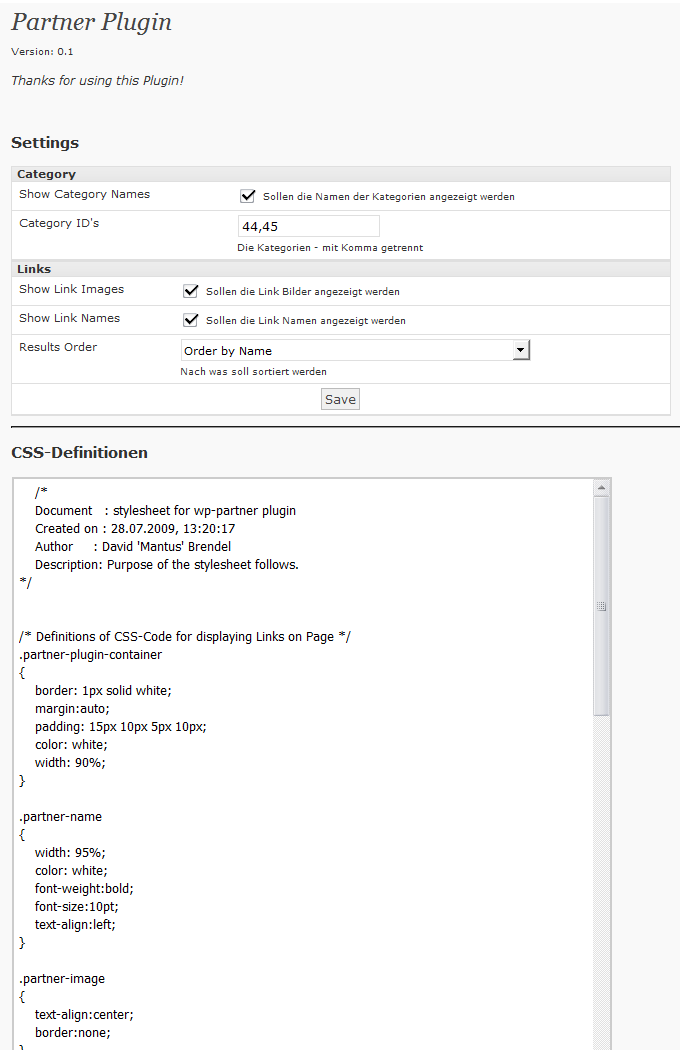 Partner Plugin
Version: 0.1
Thanks for using this Plugin!
Settings
Category
Show Category Names Sollen die Namen der Kategorien angezeigt werden
Category ID's 44,45
Die Kategorien - mit Komma getrennt
Links
Show Link Images Sollen die Link Bilder angezeigt werden
Show Link Names Sollen die Link Namen angezeigt werden
Results Order Order by Name
Nach was soll sortiert werden
Save
CSS-Definitionen
/*
Document : stylesheet for wp-partner plugin
Created on : 28.07.2009, 13:20:17
Author : David 'Mantus' Brendel
Description: Purpose of the stylesheet follows.
*/
/* Definitions of CSS-Code for displaying Links on Page */
.partner-plugin-container
{
border: 1px solid white;
margin:auto;
padding: 15px 10px 5px 10px;
color: white;
width: 90%;
}
.partner-name
{
width: 95%;
color: white;
font-weight:bold;
font-size:10pt;
text-align:left;
}
.partner-image
{
text-align:center;
border:none;
}